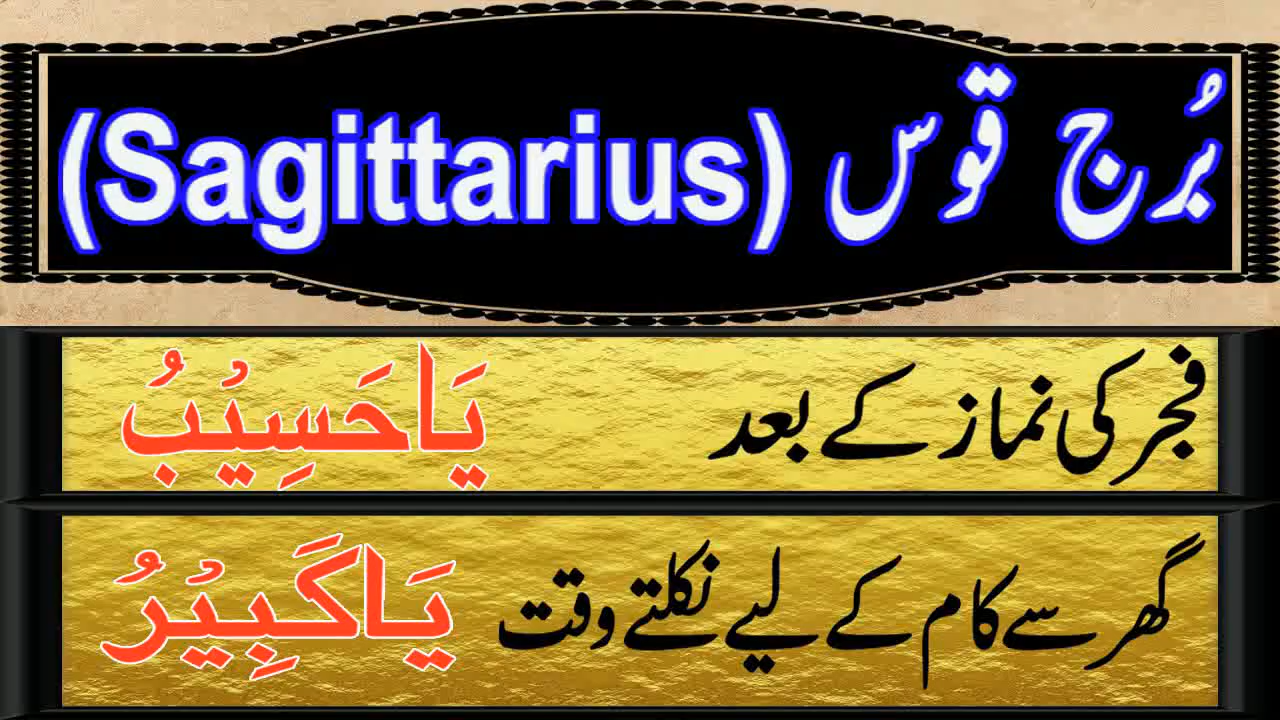 بُرج قوس (Sagittarius)
فجر کی نماز کے بعد یَاحَسِیْبُ
گھر سے کام کے لیے نکلتے وقت یَاکَبِیْرُ